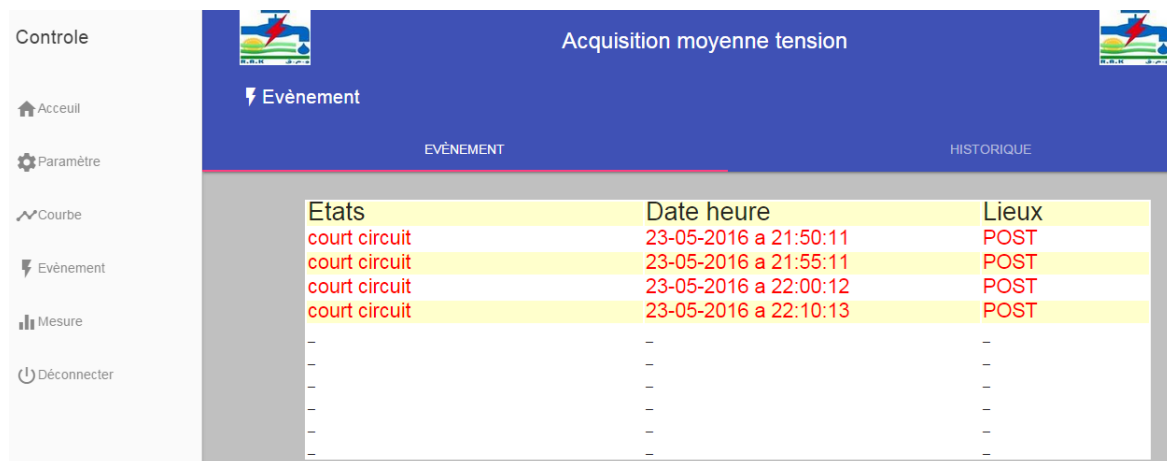 Controle
Acceuil
Paramètre
Courbe
Evènement
Mesure
Déconnecter
Acquisition moyenne tension
Evènement
EVÈNEMENT HISTORIQUE
Etats Date heure Lieux
court circuit 23-05-2016 a 21:50:11 POST
court circuit 23-05-2016 a 21:55:11 POST
court circuit 23-05-2016 a 22:00:12 POST
court circuit 23-05-2016 a 22:10:13 POST
_ _ _
_ _ _
_ _ _
_ _ _
_ _ _
_ _ _